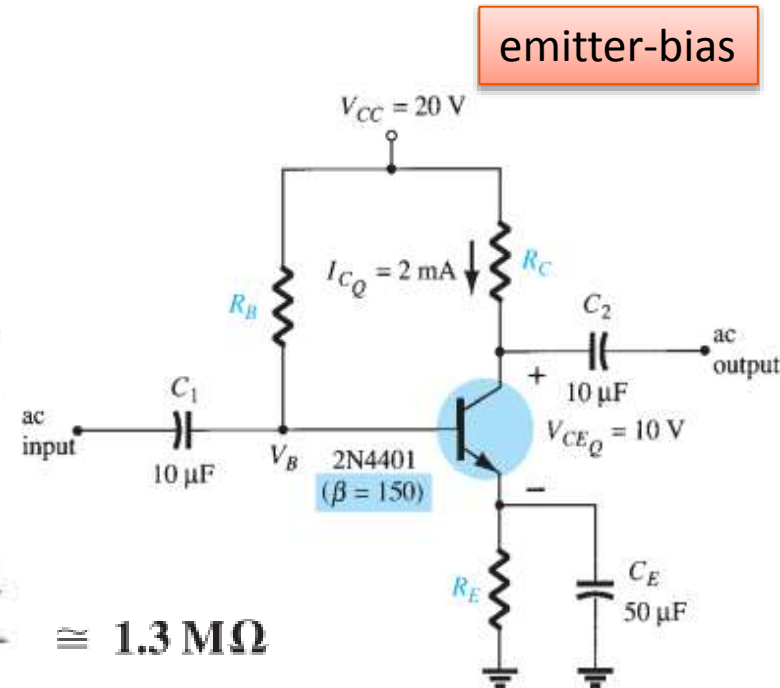 emitter-bias
V_CC = 20 V
I_CQ = 2 mA
R_C
R_B
C_2
ac
output
+
10 μF
C_1
ac
input
10 μF
V_B
2N4401
(β = 150)
V_CEQ = 10 V
–
R_E
C_E
50 μF
≅ 1.3 MΩ